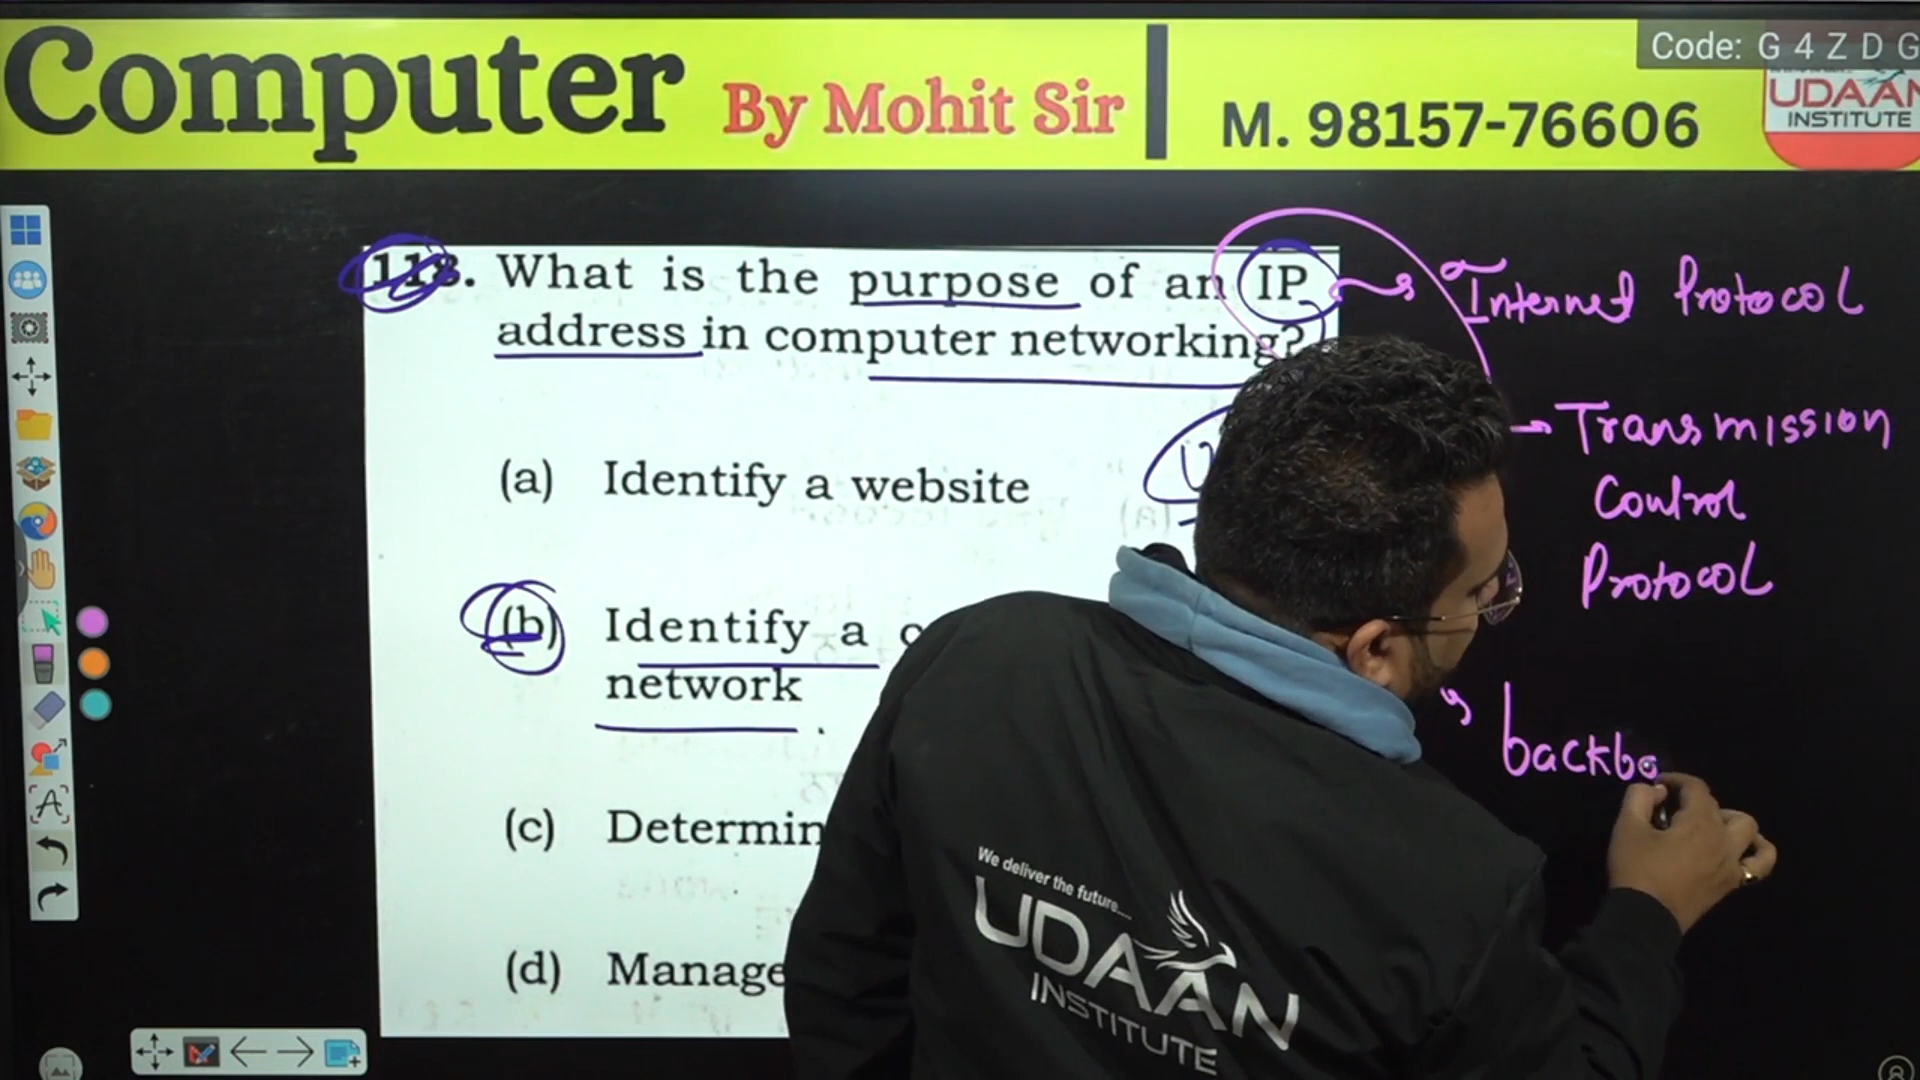 Computer By Mohit Sir
M. 98157-76606
Code: G 4 Z D G
UDAAN
INSTITUTE
118. What is the purpose of an IP
address in computer networking?
(a) Identify a website
(b) Identify a
network
(c) Determin
(d) Manage
Internet Protocol
Transmission
Control
Protocol
backbo
We deliver the future....
UDAAN
INSTITUTE